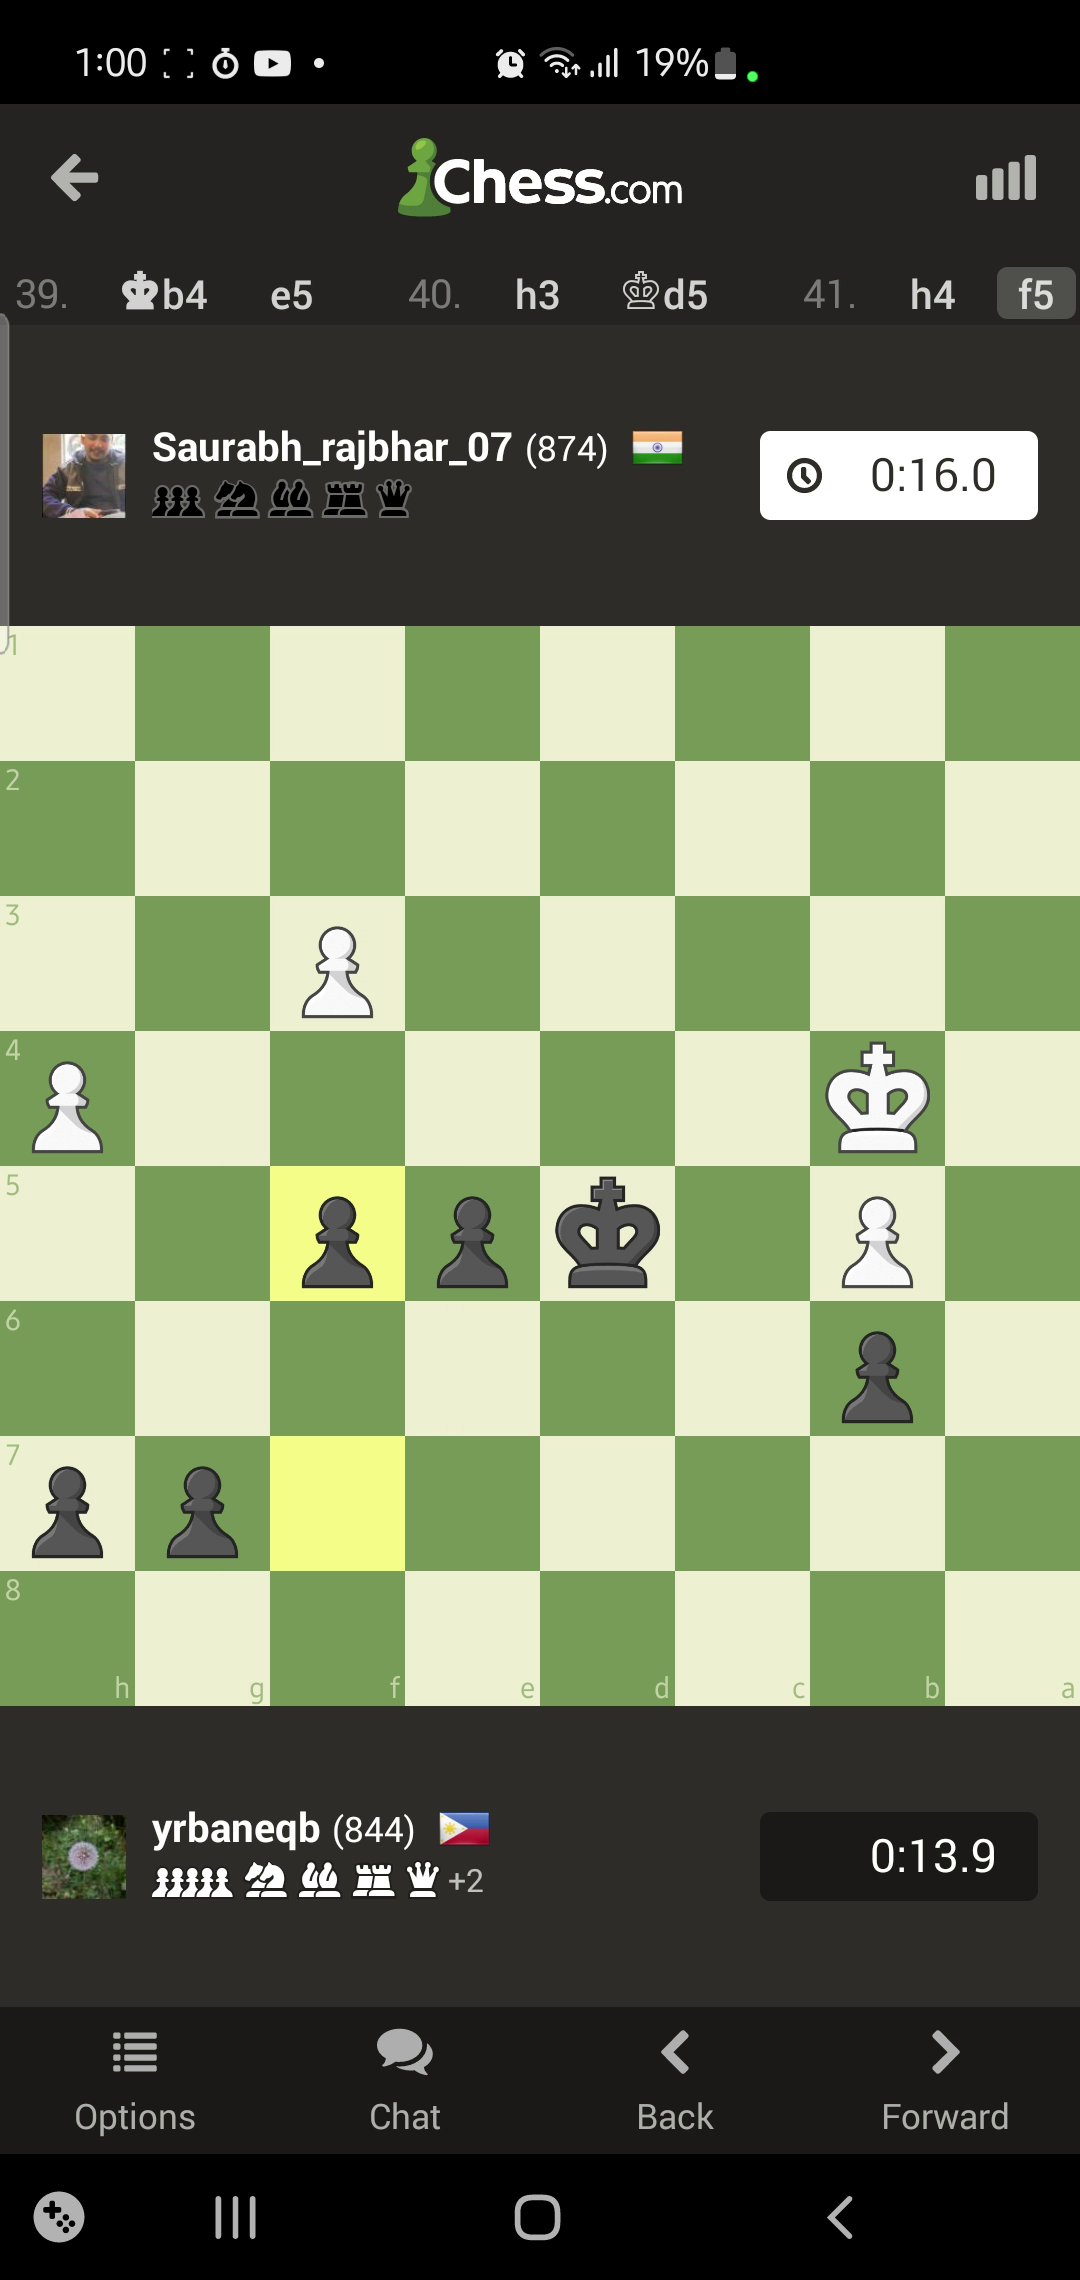 1:00 19%
Chess.com
39. b4 e5 40. h3 d5 41. h4 f5
Saurabh_rajbhar_07 (874)
0:16.0
1
2
3
4
5
6
7
8
h g f e d c b a
yrbaneqb (844)
+2
0:13.9
Options Chat Back Forward